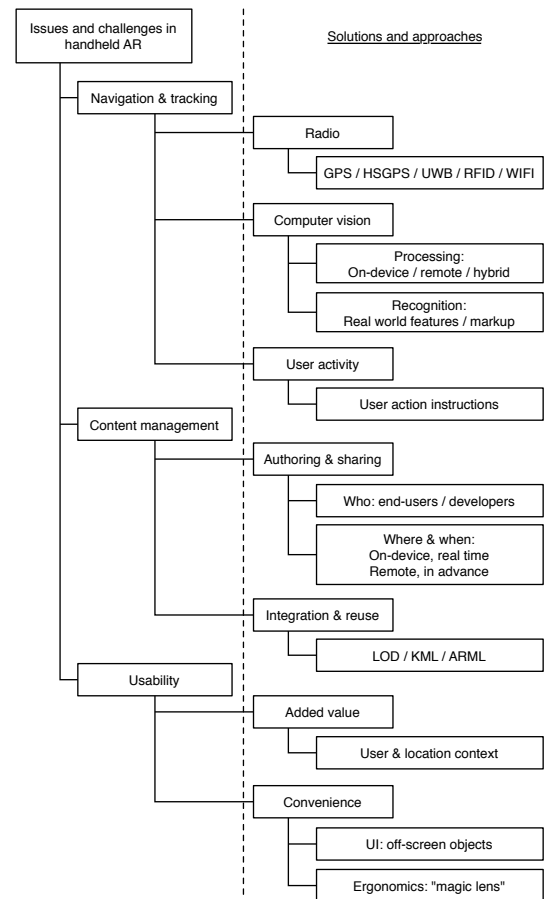 Issues and challenges in
handheld AR
Solutions and approaches
Navigation & tracking
Radio
GPS / HSGPS / UWB / RFID / WIFI
Computer vision
Processing:
On-device / remote / hybrid
Recognition:
Real world features / markup
User activity
User action instructions
Content management
Authoring & sharing
Who: end-users / developers
Where & when:
On-device, real time
Remote, in advance
Integration & reuse
LOD / KML / ARML
Usability
Added value
User & location context
Convenience
UI: off-screen objects
Ergonomics: "magic lens"